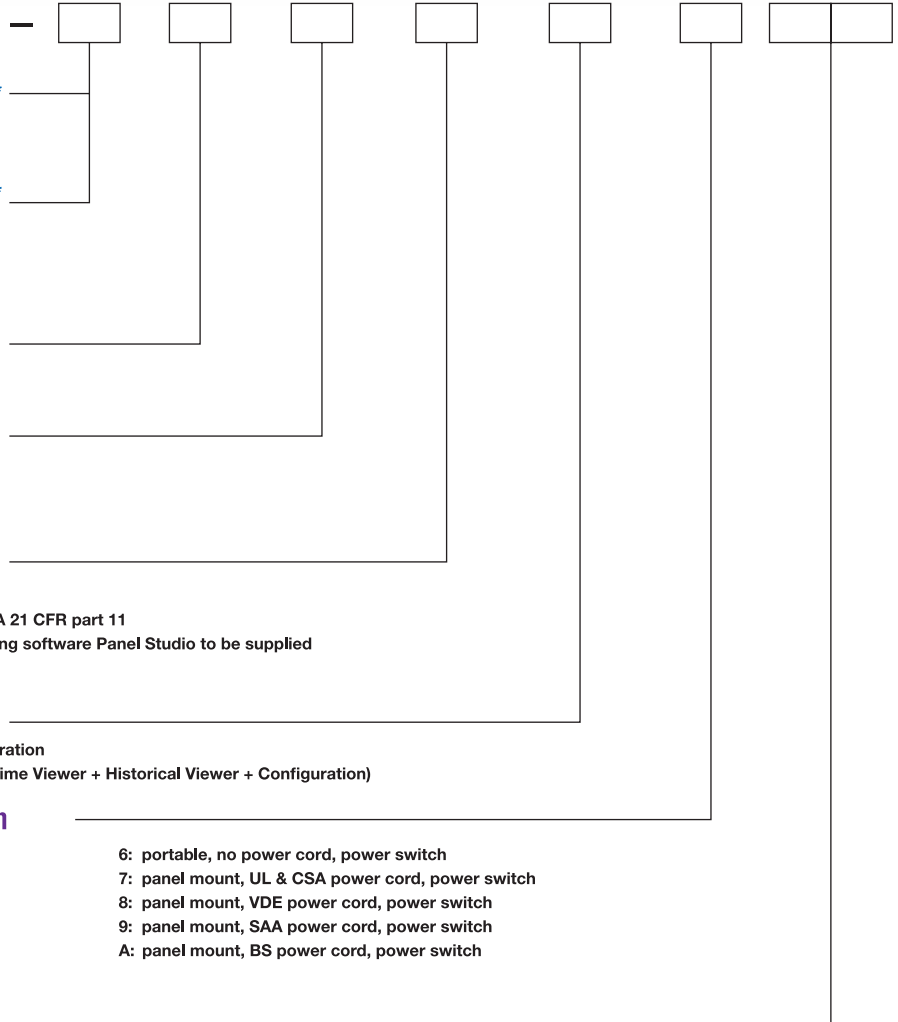 —
A 21 CFR part 11
ng software Panel Studio to be supplied
ration
ime Viewer + Historical Viewer + Configuration)
n
6: portable, no power cord, power switch
7: panel mount, UL & CSA power cord, power switch
8: panel mount, VDE power cord, power switch
9: panel mount, SAA power cord, power switch
A: panel mount, BS power cord, power switch